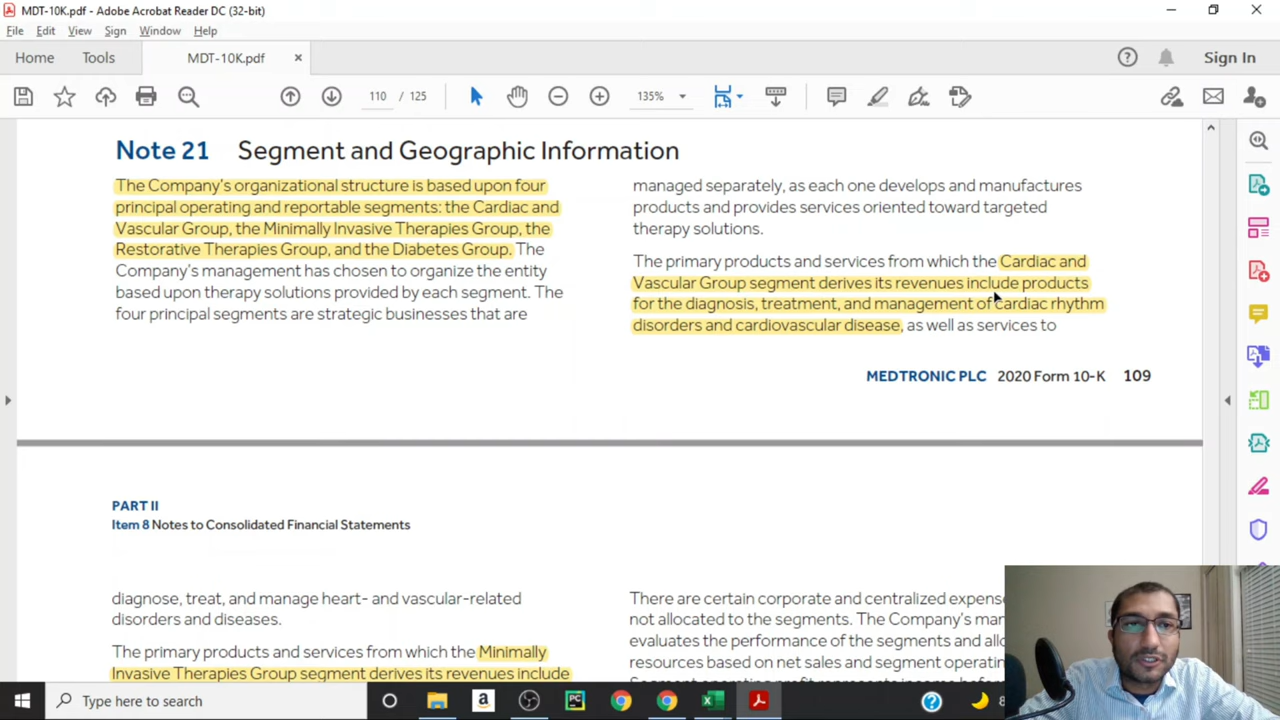 MDT-10K.pdf - Adobe Acrobat Reader DC (32-bit)
File Edit View Sign Window Help
Home Tools MDT-10K.pdf × Sign In
110 / 125 135%
Note 21 Segment and Geographic Information
The Company's organizational structure is based upon four
principal operating and reportable segments: the Cardiac and
Vascular Group, the Minimally Invasive Therapies Group, the
Restorative Therapies Group, and the Diabetes Group. The
Company's management has chosen to organize the entity
based upon therapy solutions provided by each segment. The
four principal segments are strategic businesses that are
managed separately, as each one develops and manufactures
products and provides services oriented toward targeted
therapy solutions.
The primary products and services from which the Cardiac and
Vascular Group segment derives its revenues include products
for the diagnosis, treatment, and management of cardiac rhythm
disorders and cardiovascular disease, as well as services to
MEDTRONIC PLC 2020 Form 10-K 109
PART II
Item 8 Notes to Consolidated Financial Statements
diagnose, treat, and manage heart- and vascular-related
disorders and diseases.
The primary products and services from which the Minimally
Invasive Therapies Group segment derives its revenues include
There are certain corporate and centralized expens
not allocated to the segments. The Company's mar
evaluates the performance of the segments and allo
resources based on net sales and segment operatin
Type here to search